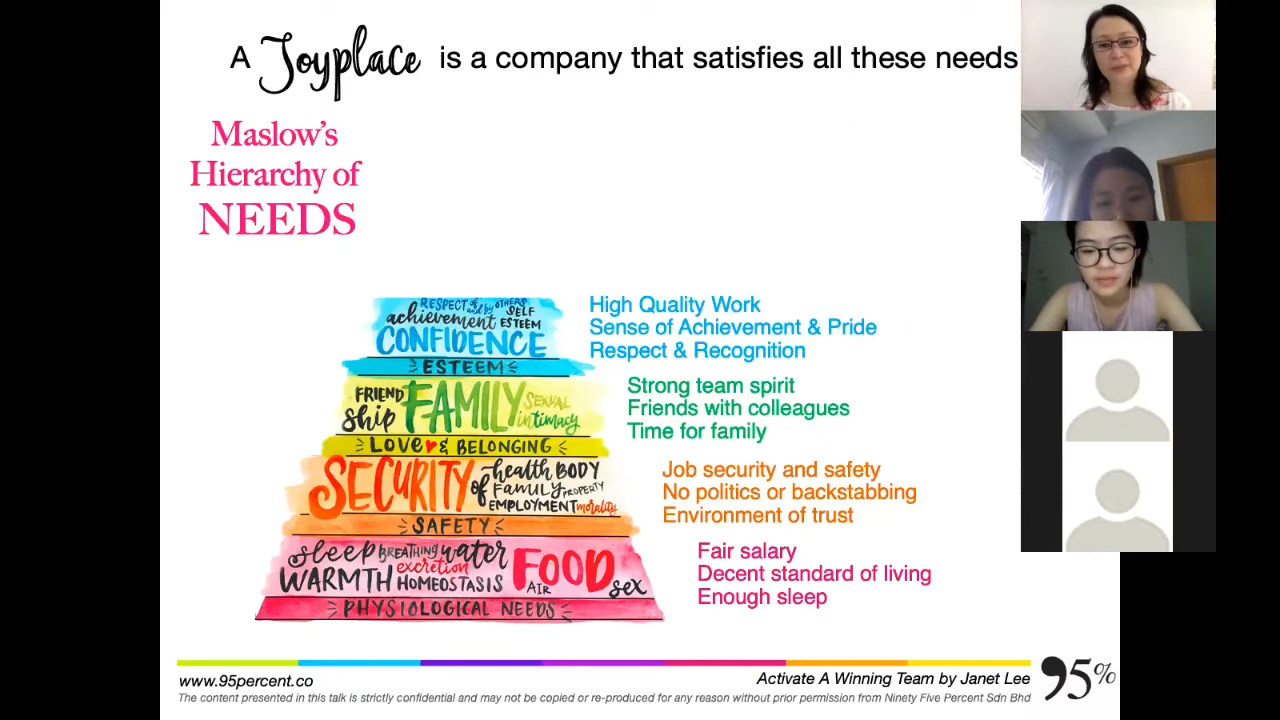 A Joyplace is a company that satisfies all these needs
Maslow's
Hierarchy of
NEEDS
RESPECT of and by OTHERS
achievement SELF ESTEEM
CONFIDENCE
ESTEEM
High Quality Work
Sense of Achievement & Pride
Respect & Recognition
FRIENDship FAMILY SEXUAL intimacy
LOVE & BELONGING
Strong team spirit
Friends with colleagues
Time for family
SECURITY of health BODY
FAMILY PROPERTY
EMPLOYMENT morality
SAFETY
Job security and safety
No politics or backstabbing
Environment of trust
sleep BREATHING water FOOD
excretion
WARMTH HOMEOSTASIS AIR sex
PHYSIOLOGICAL NEEDS
Fair salary
Decent standard of living
Enough sleep
www.95percent.co
Activate A Winning Team by Janet Lee
95%
The content presented in this talk is strictly confidential and may not be copied or re-produced for any reason without prior permission from Ninety Five Percent Sdn Bhd